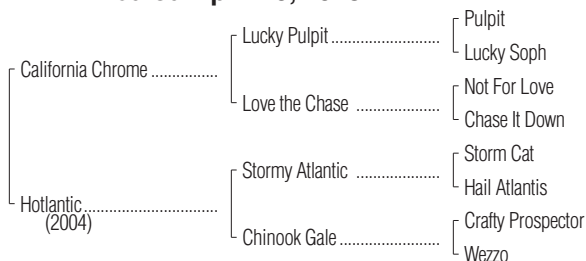 Pulpit
Lucky Pulpit
Lucky Soph
California Chrome
Not For Love
Love the Chase
Chase It Down
Storm Cat
Stormy Atlantic
Hail Atlantis
Hotlantic
(2004)
Crafty Prospector
Chinook Gale
Wezzo